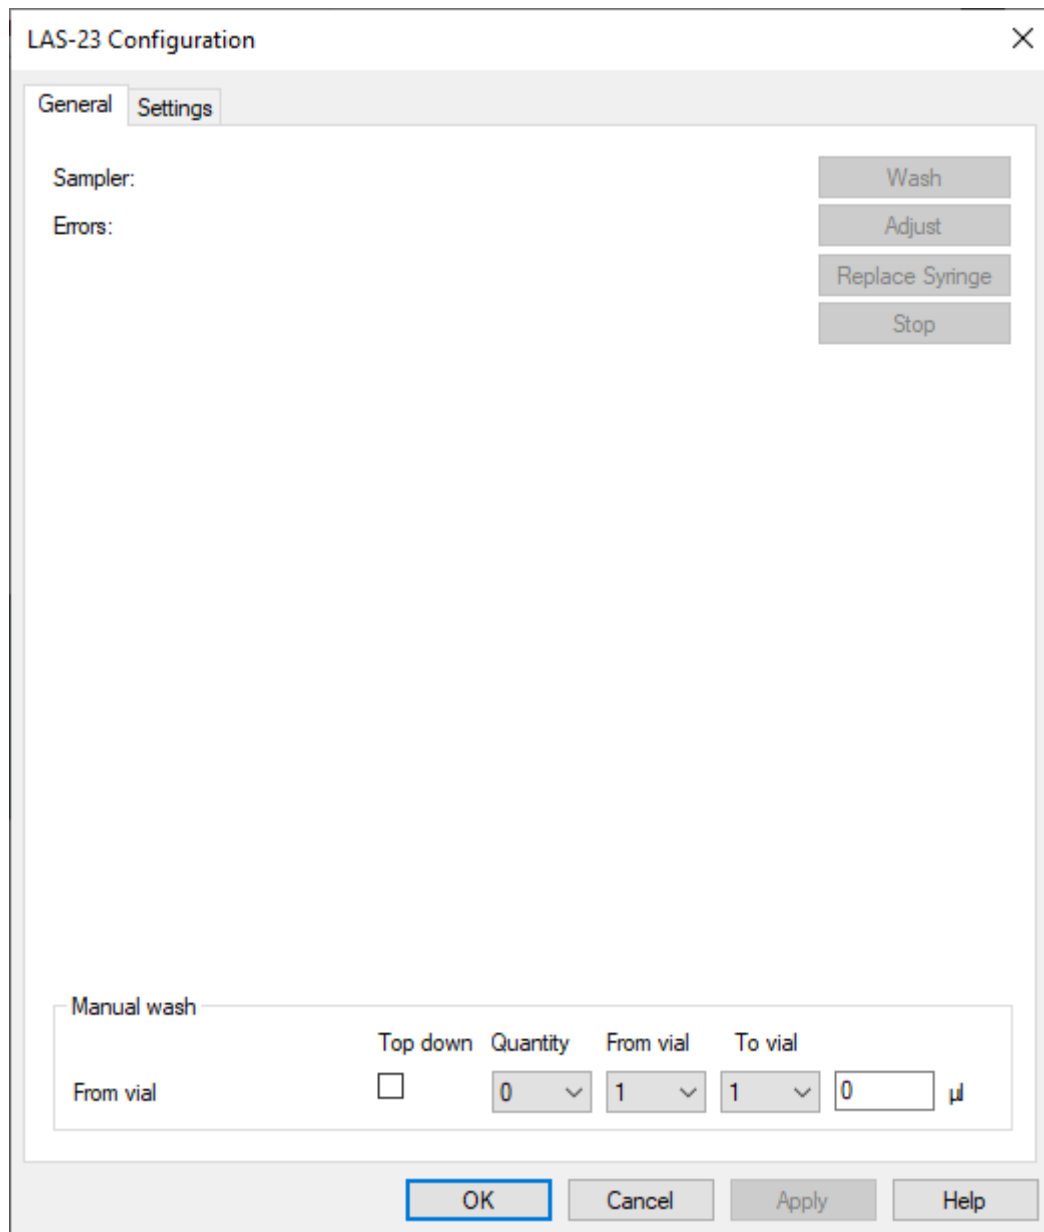 LAS-23 Configuration
General Settings
Sampler:
Wash
Errors:
Adjust
Replace Syringe
Stop
Manual wash
Top down Quantity From vial To vial
From vial 0 1 1 0 µl
OK Cancel Apply Help